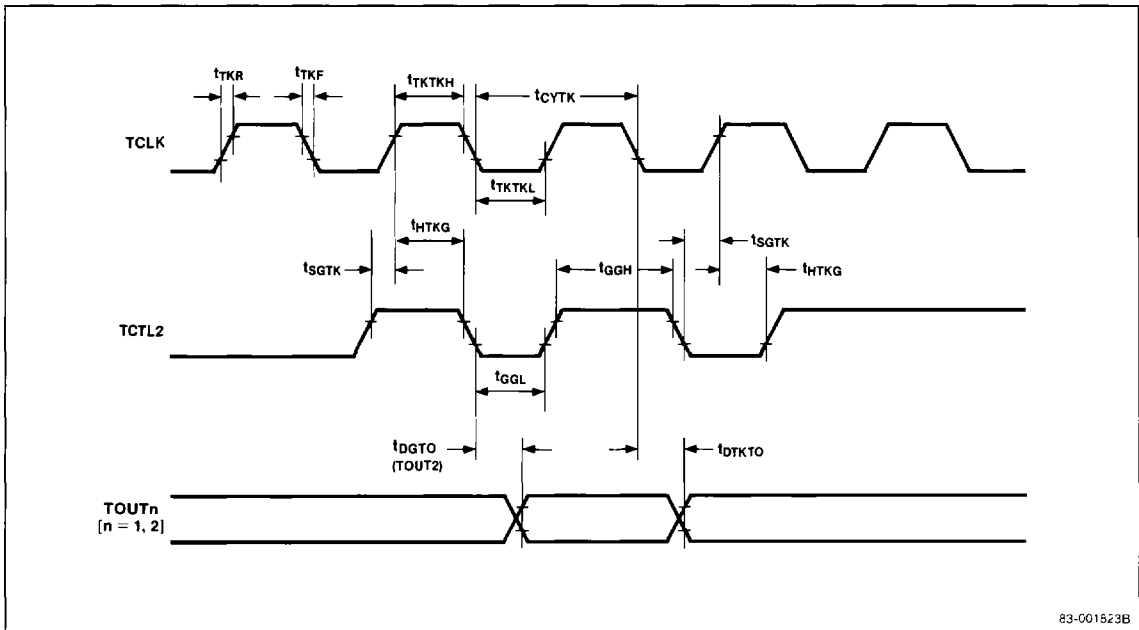 tTKR tTKF tTKTKH tCYTK
TCLK
tTKTKL
tHTKG tSGTK
tSGTK tGGH tHTKG
TCTL2
tGGL
tDGTO tDTKTO
(TOUT2)
TOUTn
[n = 1, 2]
83-001823B